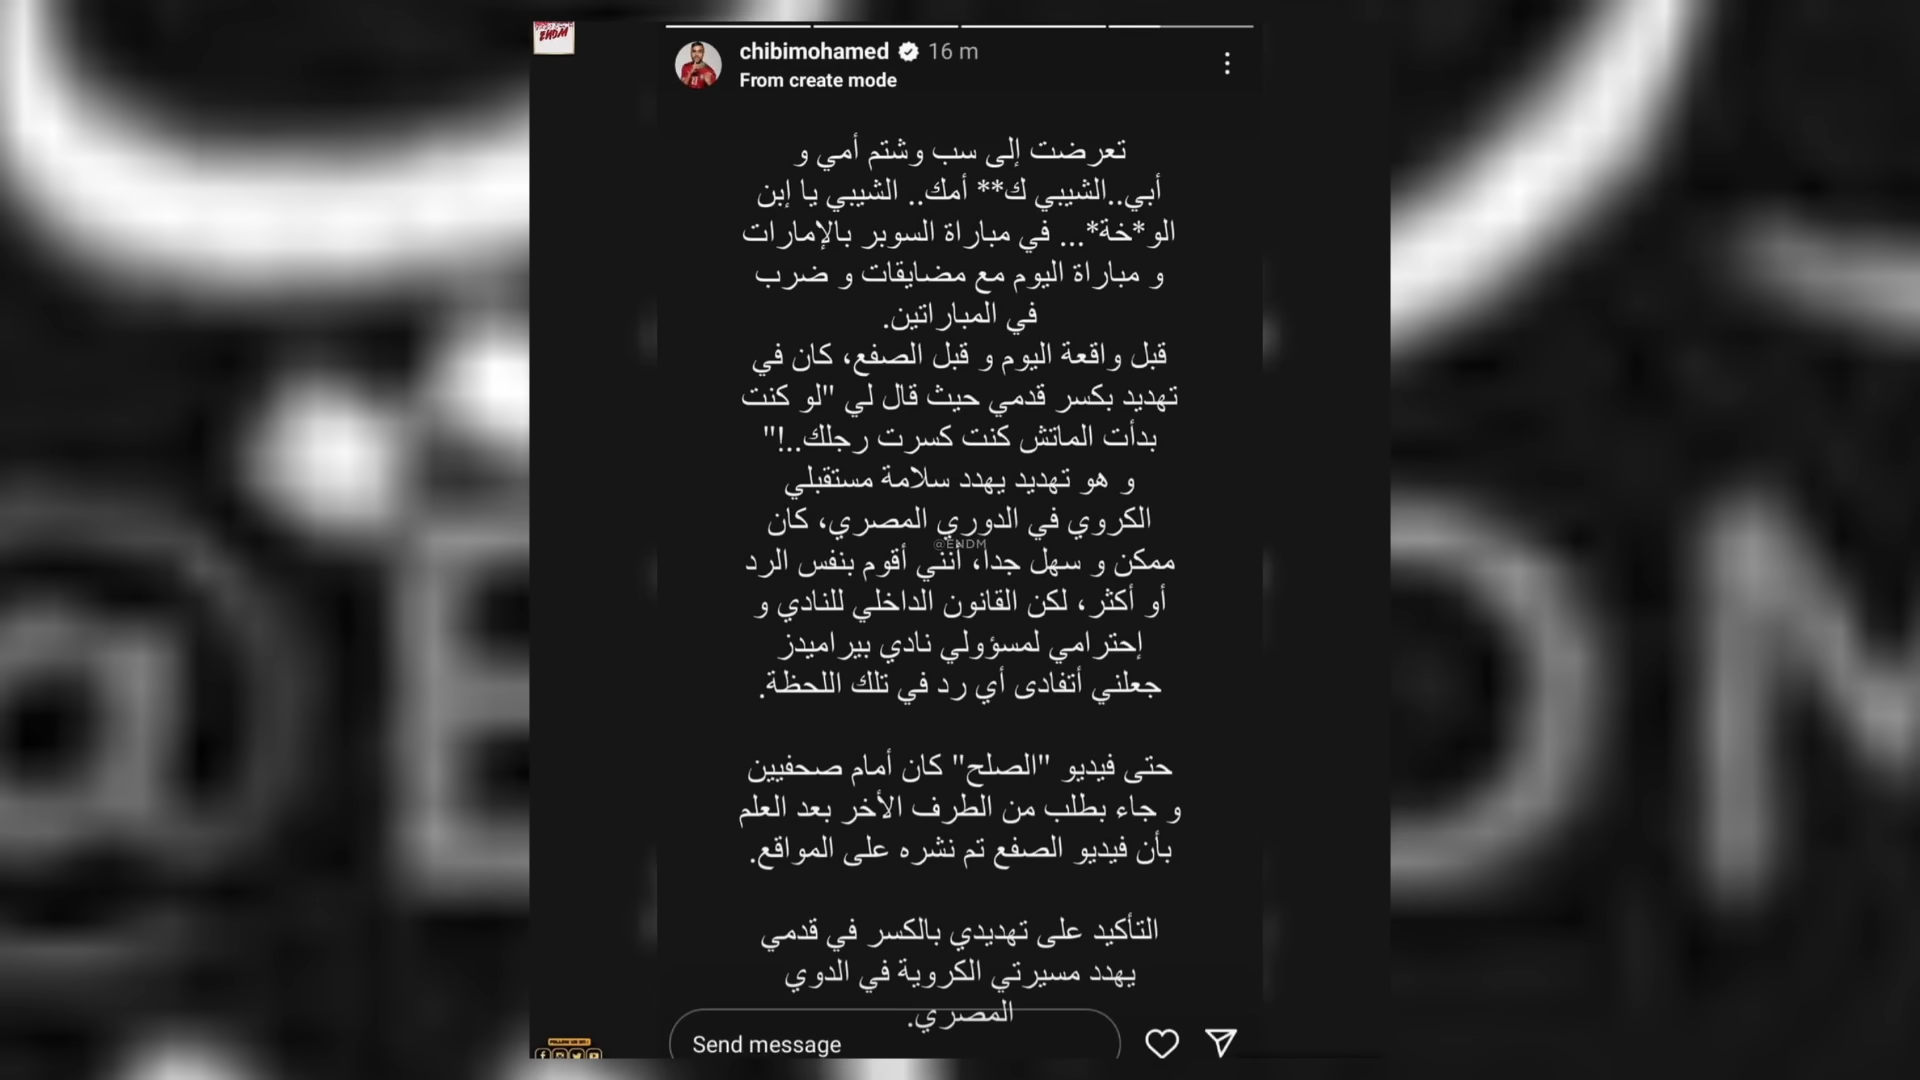 ENDM
chibimohamed 16 m
From create mode
تعرضت إلى سب وشتم أمي و
أبي..الشيبي ك** أمك.. الشيبي يا إبن
الو*خة*... في مباراة السوبر بالإمارات
و مباراة اليوم مع مضايقات و ضرب
في المباراتين.
قبل واقعة اليوم و قبل الصفع، كان في
تهديد بكسر قدمي حيث قال لي "لو كنت
بدأت الماتش كنت كسرت رجلك..!"
و هو تهديد يهدد سلامة مستقبلي
الكروي في الدوري المصري، كان
@ENDM
ممكن و سهل جدا، أنني أقوم بنفس الرد
أو أكثر، لكن القانون الداخلي للنادي و
إحترامي لمسؤولي نادي بيراميدز
جعلني أتفادى أي رد في تلك اللحظة.
حتى فيديو "الصلح" كان أمام صحفيين
و جاء بطلب من الطرف الأخر بعد العلم
بأن فيديو الصفع تم نشره على المواقع.
التأكيد على تهديدي بالكسر في قدمي
يهدد مسيرتي الكروية في الدوي
المصري.
Send message
FOLLOW US ON :